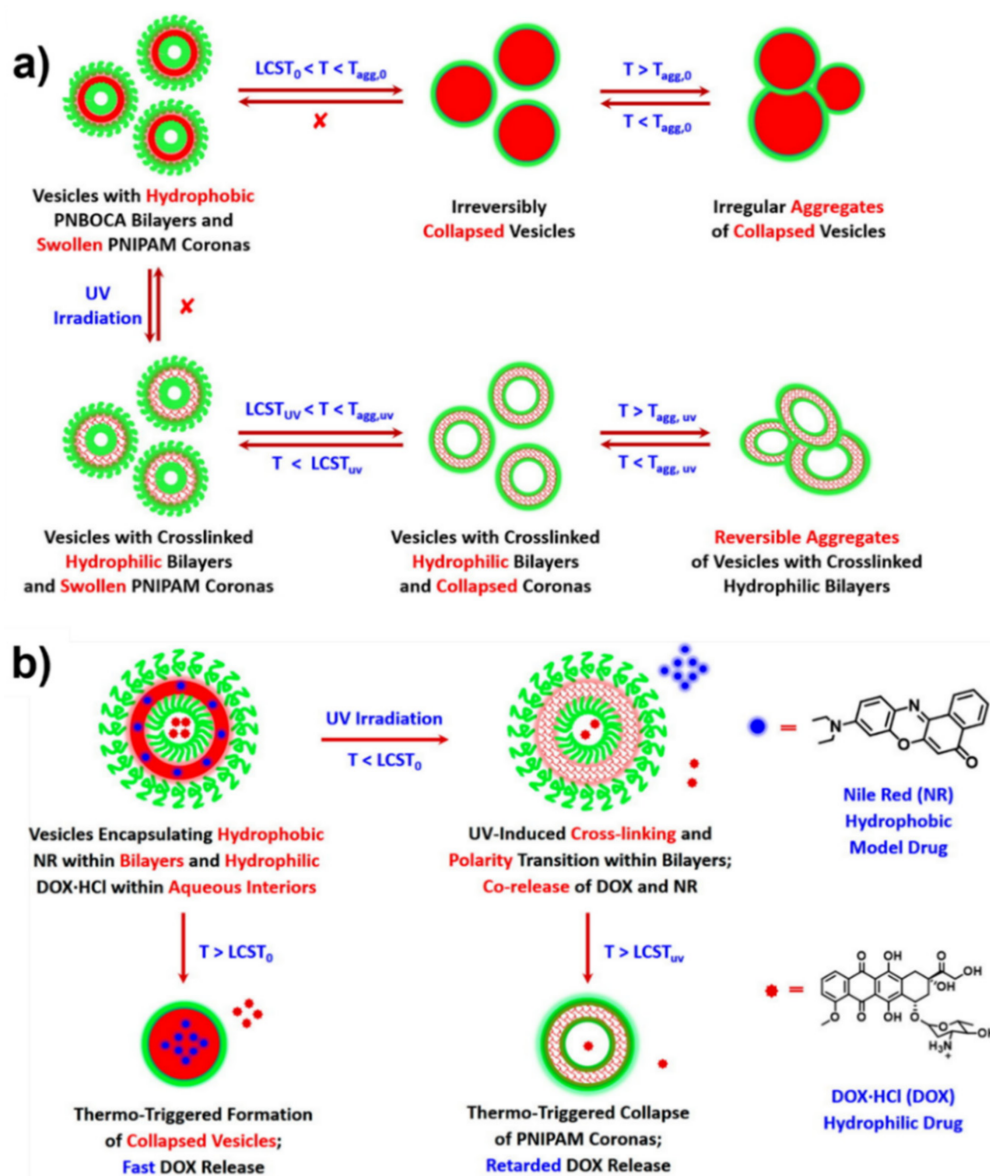 a)
LCST₀ < T < Tagg,0
✘
T > Tagg,0
T < Tagg,0
Vesicles with Hydrophobic
PNBOCA Bilayers and
Swollen PNIPAM Coronas
Irreversibly
Collapsed Vesicles
Irregular Aggregates
of Collapsed Vesicles
UV
Irradiation
✘
LCSTUV < T < Tagg,uv
T < LCSTuv
T > Tagg, uv
T < Tagg, uv
Vesicles with Crosslinked
Hydrophilic Bilayers
and Swollen PNIPAM Coronas
Vesicles with Crosslinked
Hydrophilic Bilayers
and Collapsed Coronas
Reversible Aggregates
of Vesicles with Crosslinked
Hydrophilic Bilayers
b)
UV Irradiation
T < LCST₀
Vesicles Encapsulating Hydrophobic
NR within Bilayers and Hydrophilic
DOX·HCl within Aqueous Interiors
UV-Induced Cross-linking and
Polarity Transition within Bilayers;
Co-release of DOX and NR
=
N
N
O
O
Nile Red (NR)
Hydrophobic
Model Drug
T > LCST₀
T > LCSTuv
Thermo-Triggered Formation
of Collapsed Vesicles;
Fast DOX Release
Thermo-Triggered Collapse
of PNIPAM Coronas;
Retarded DOX Release
=
O OH O
OH
OH
O O OH O
O
H₃N
+
OH
DOX·HCl (DOX)
Hydrophilic Drug